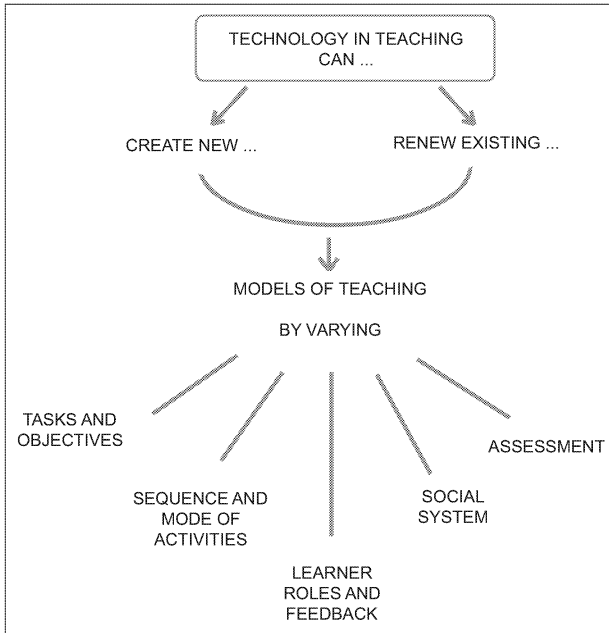 TECHNOLOGY IN TEACHING
CAN ...
CREATE NEW ...
RENEW EXISTING ...
MODELS OF TEACHING
BY VARYING
TASKS AND
OBJECTIVES
SEQUENCE AND
MODE OF
ACTIVITIES
LEARNER
ROLES AND
FEEDBACK
SOCIAL
SYSTEM
ASSESSMENT